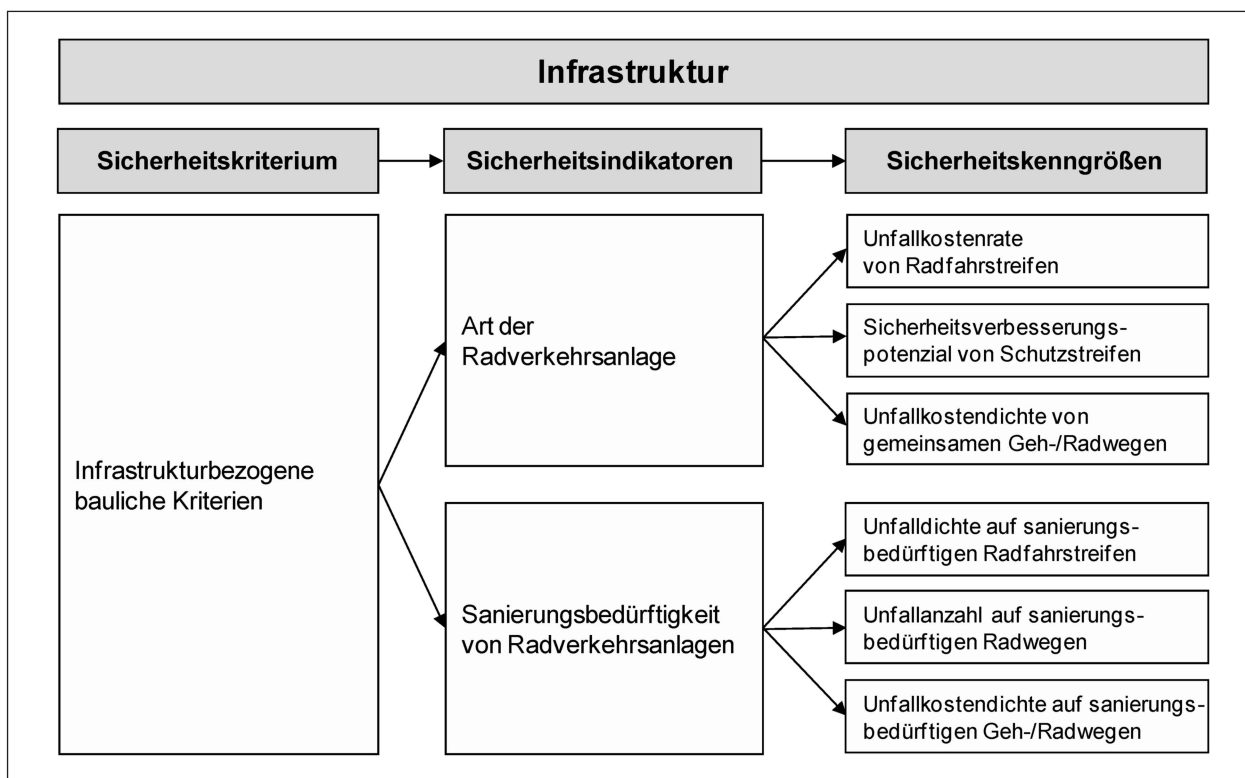 Infrastruktur
Sicherheitskriterium
Sicherheitsindikatoren
Sicherheitskenngrößen
Infrastrukturbezogene
bauliche Kriterien
Art der
Radverkehrsanlage
Unfallkostenrate
von Radfahrstreifen
Sicherheitsverbesserungs-
potenzial von Schutzstreifen
Unfallkostendichte von
gemeinsamen Geh-/Radwegen
Sanierungsbedürftigkeit
von Radverkehrsanlagen
Unfalldichte auf sanierungs-
bedürftigen Radfahrstreifen
Unfallanzahl auf sanierungs-
bedürftigen Radwegen
Unfallkostendichte auf sanierungs-
bedürftigen Geh-/Radwegen